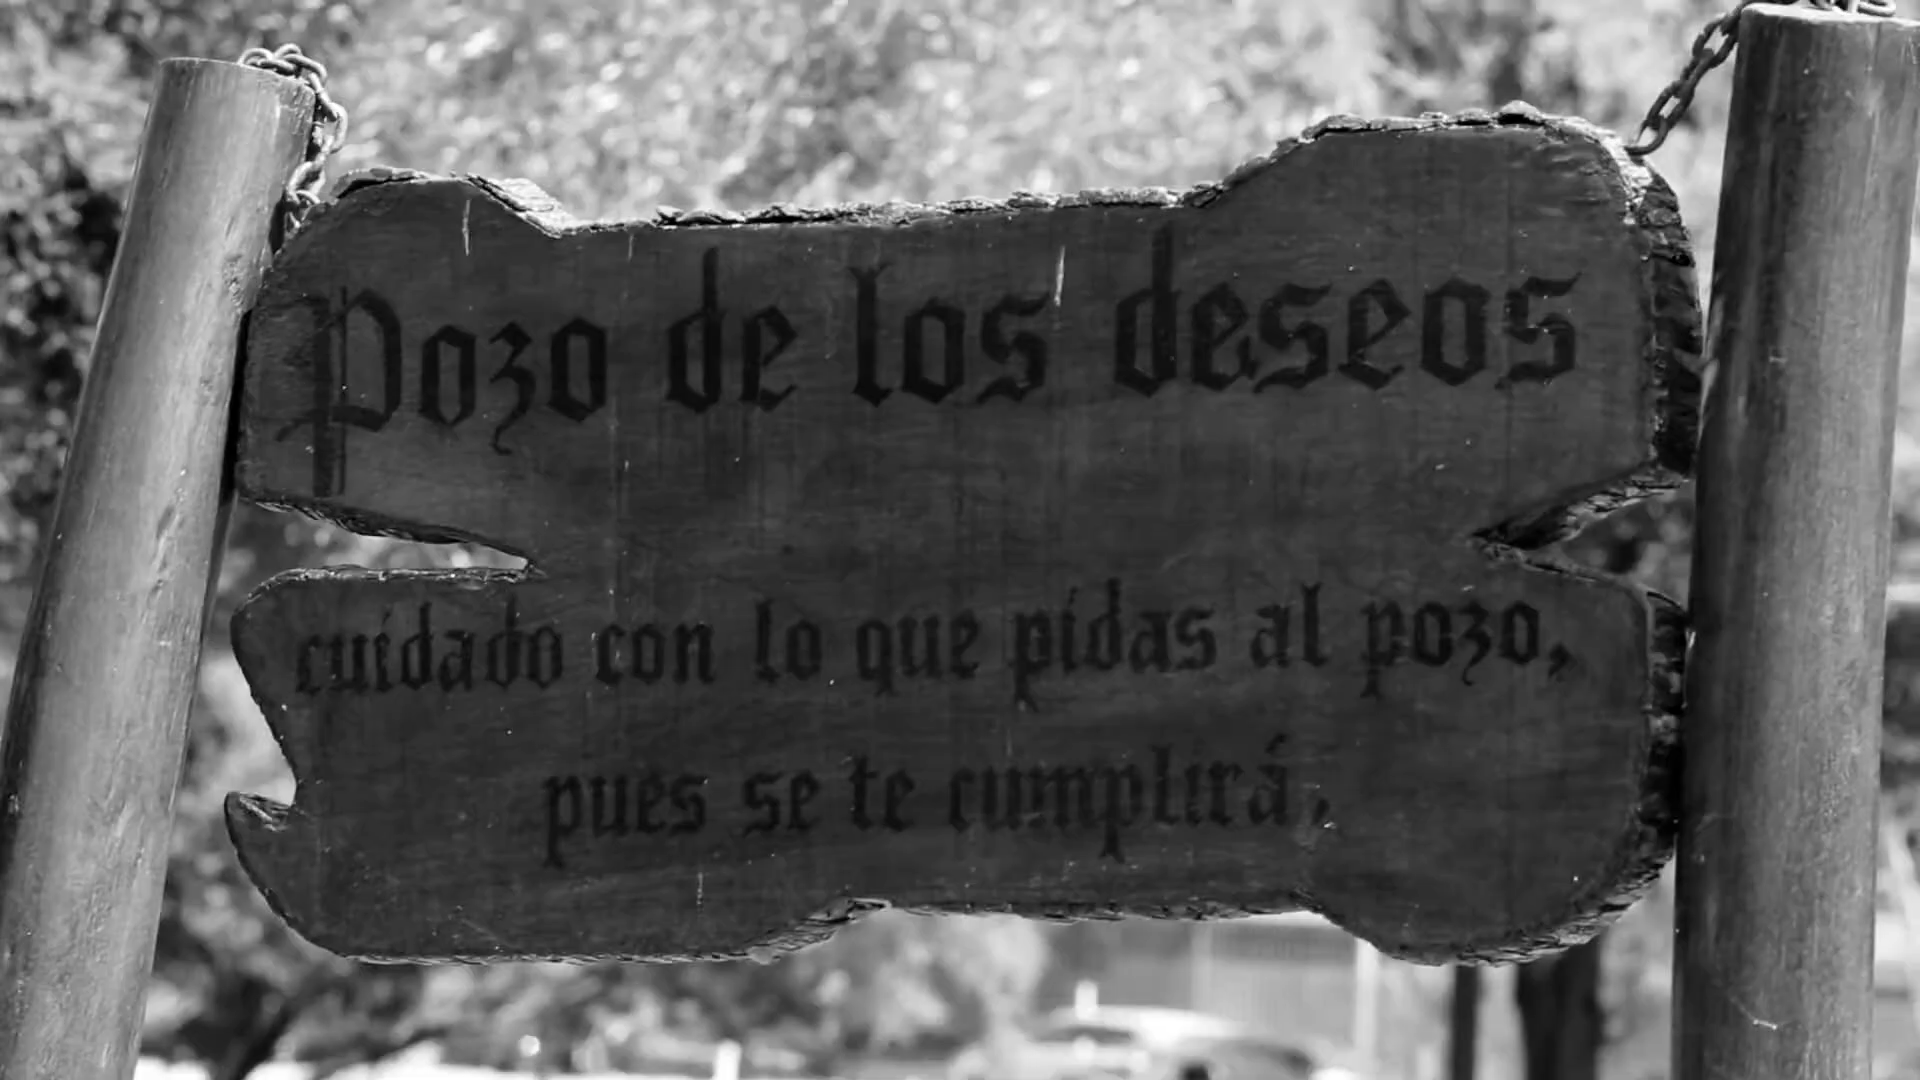 Pozo de los deseos
cuidado con lo que pidas al pozo,
pues se te cumplirá.